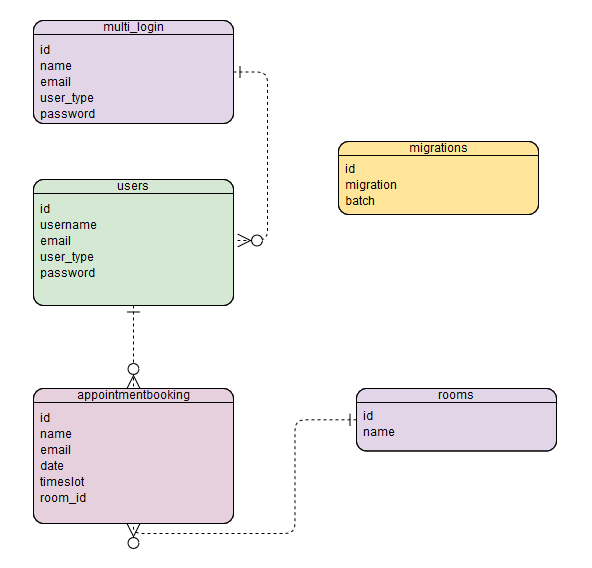 multi_login
id
name
email
user_type
password
migrations
id
migration
batch
users
id
username
email
user_type
password
appointmentbooking
id
name
email
date
timeslot
room_id
rooms
id
name